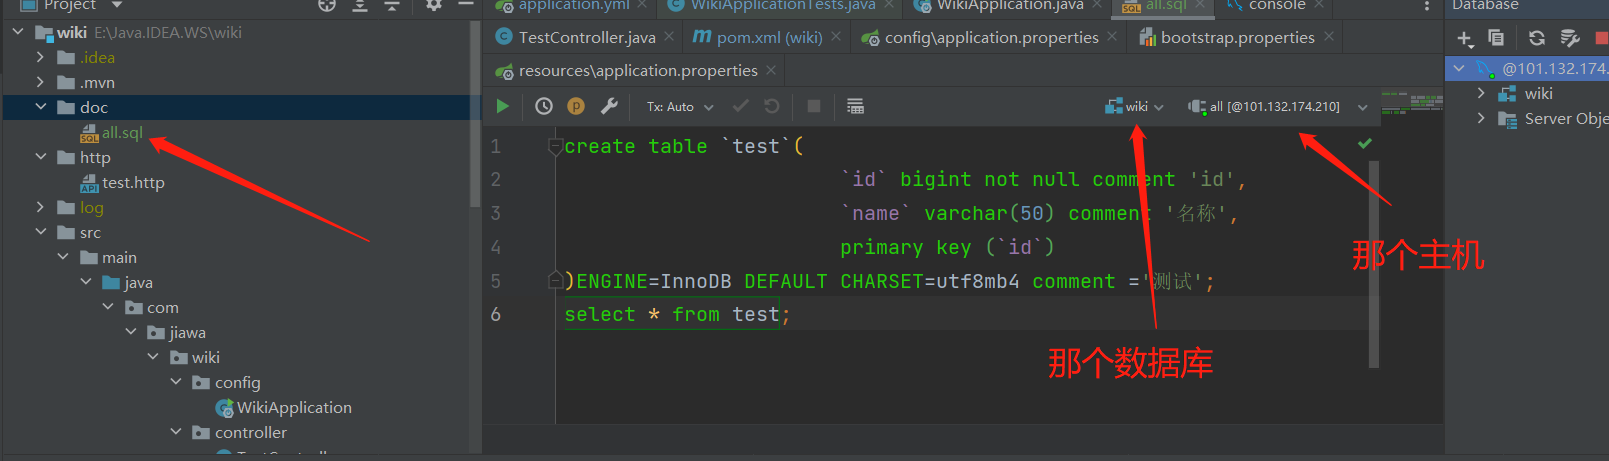 Project
application.yml
WikiApplicationTests.java
WikiApplication.java
all.sql
console
Database
wiki E:\Java.IDEA.WS\wiki
TestController.java
pom.xml (wiki)
config\application.properties
bootstrap.properties
.idea
resources\application.properties
@101.132.174.
.mvn
doc
Tx: Auto
wiki
all [@101.132.174.210]
wiki
all.sql
Server Obje
http
test.http
log
src
main
java
com
jiawa
wiki
config
WikiApplication
controller
TestController
1 create table `test`(
2 `id` bigint not null comment 'id',
3 `name` varchar(50) comment '名称',
4 primary key (`id`)
5 )ENGINE=InnoDB DEFAULT CHARSET=utf8mb4 comment ='测试';
6 select * from test;
那个主机
那个数据库